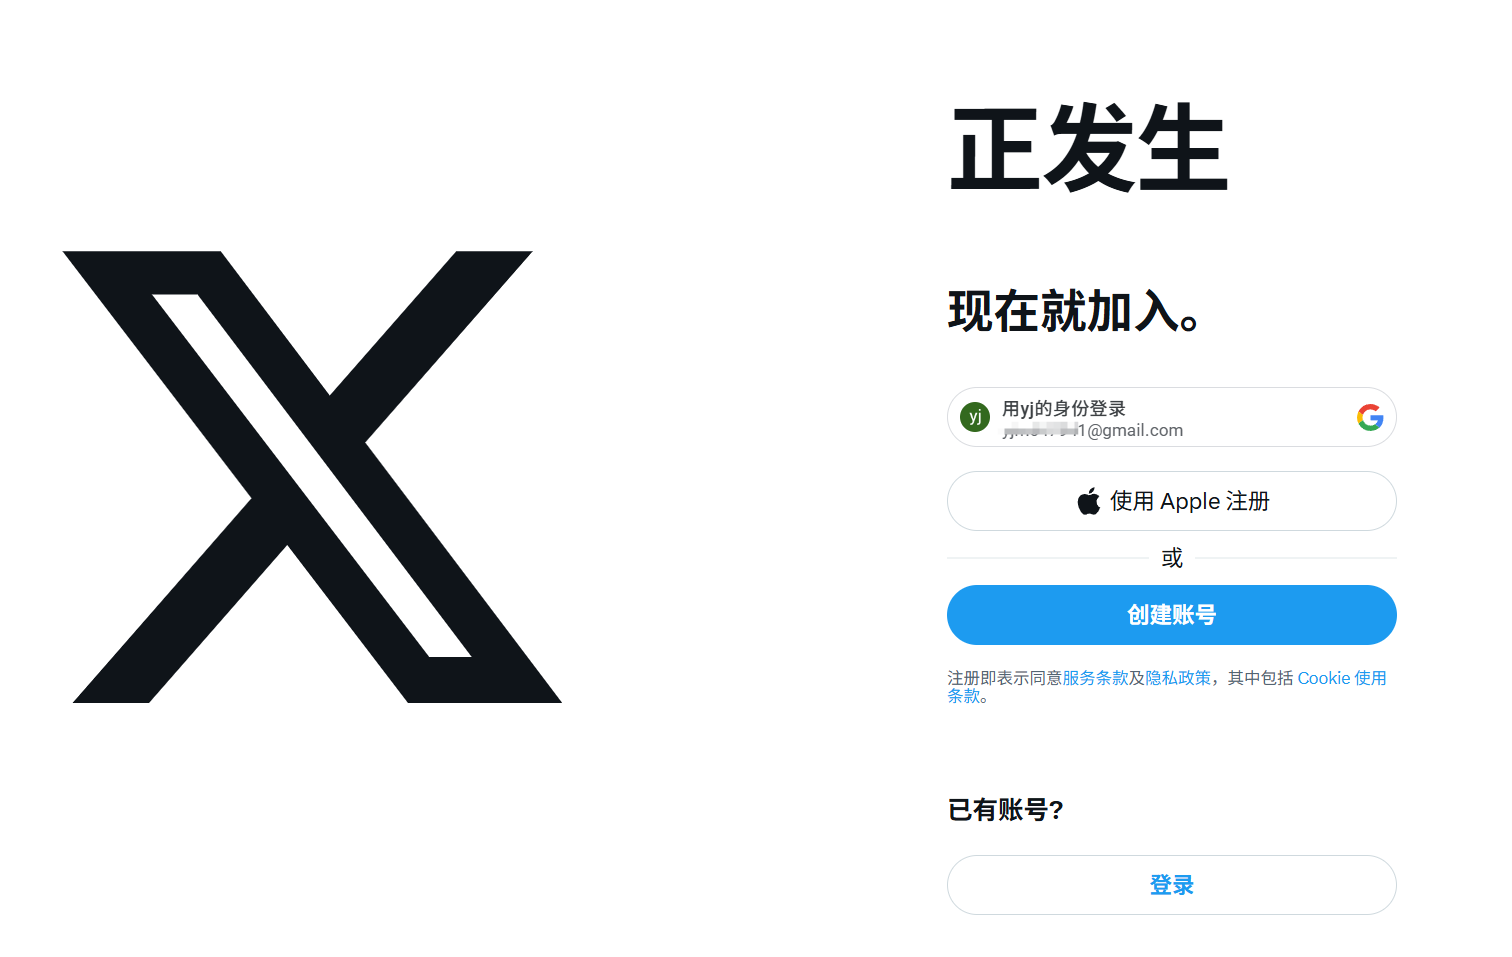 正发生
现在就加入。
yj
用yj的身份登录
1@gmail.com
使用 Apple 注册
或
创建账号
注册即表示同意服务条款及隐私政策，其中包括 Cookie 使用
条款。
已有账号?
登录